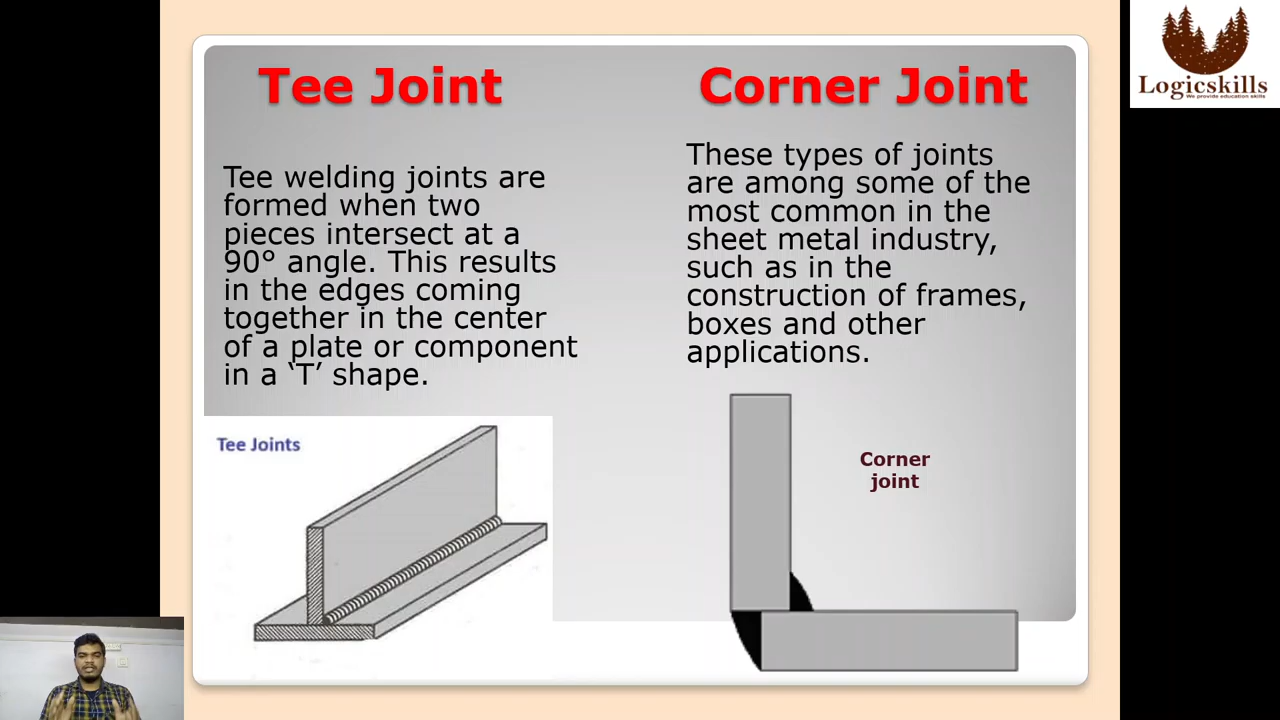 Tee Joint
Tee welding joints are
formed when two
pieces intersect at a
90° angle. This results
in the edges coming
together in the center
of a plate or component
in a ‘T’ shape.
Tee Joints
Corner Joint
These types of joints
are among some of the
most common in the
sheet metal industry,
such as in the
construction of frames,
boxes and other
applications.
Corner
joint
Logicskills
We provide education skills